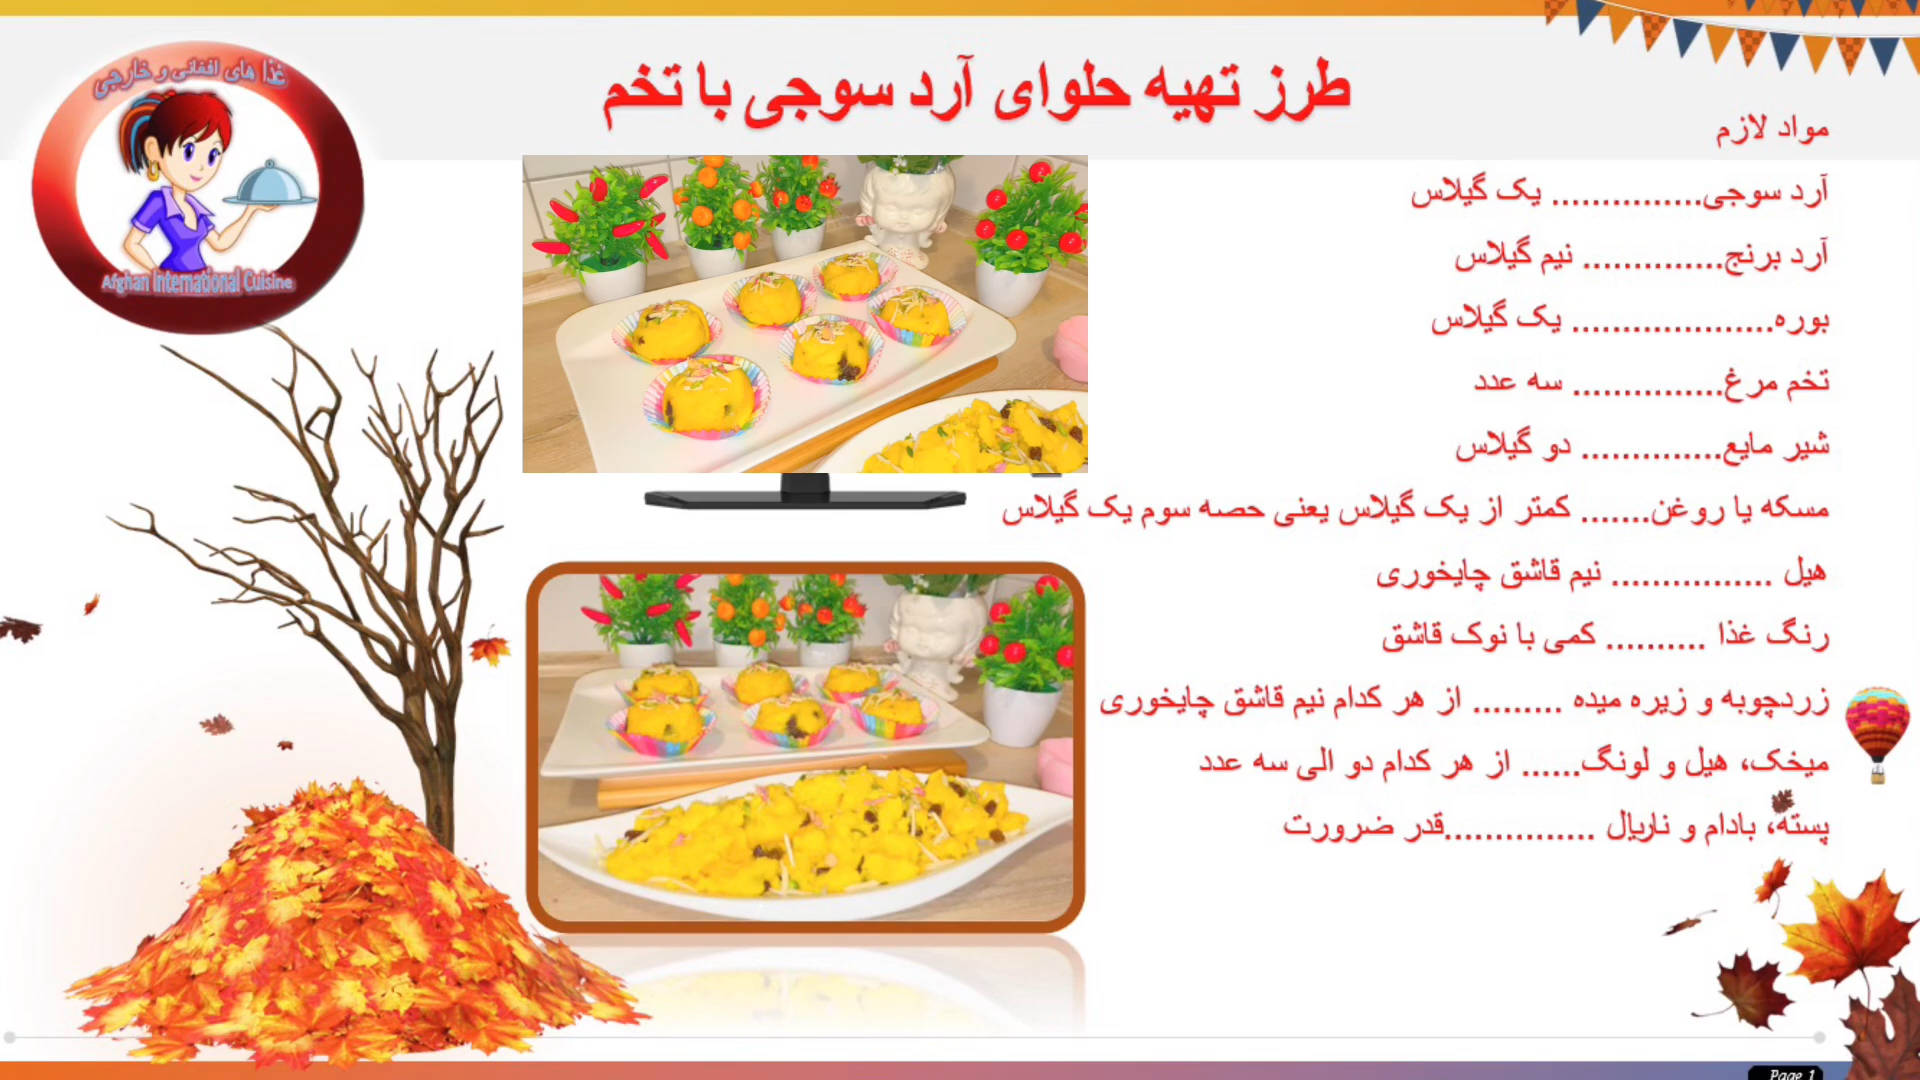 غذا های افغانی و خارجی
Afghan International Cuisine
طرز تهیه حلوای آرد سوجی با تخم
مواد لازم
آرد سوجی............... یک گیلاس
آرد برنج.............. نیم گیلاس
بوره.................... یک گیلاس
تخم مرغ............... سه عدد
شیر مایع.............. دو گیلاس
مسکه یا روغن....... کمتر از یک گیلاس یعنی حصه سوم یک گیلاس
هیل ................ نیم قاشق چایخوری
رنگ غذا .......... کمی با نوک قاشق
زردچوبه و زیره میده ......... از هر کدام نیم قاشق چایخوری
میخک، هیل و لونگ...... از هر کدام دو الی سه عدد
پسته، بادام و ناریال ...............قدر ضرورت
Page 1